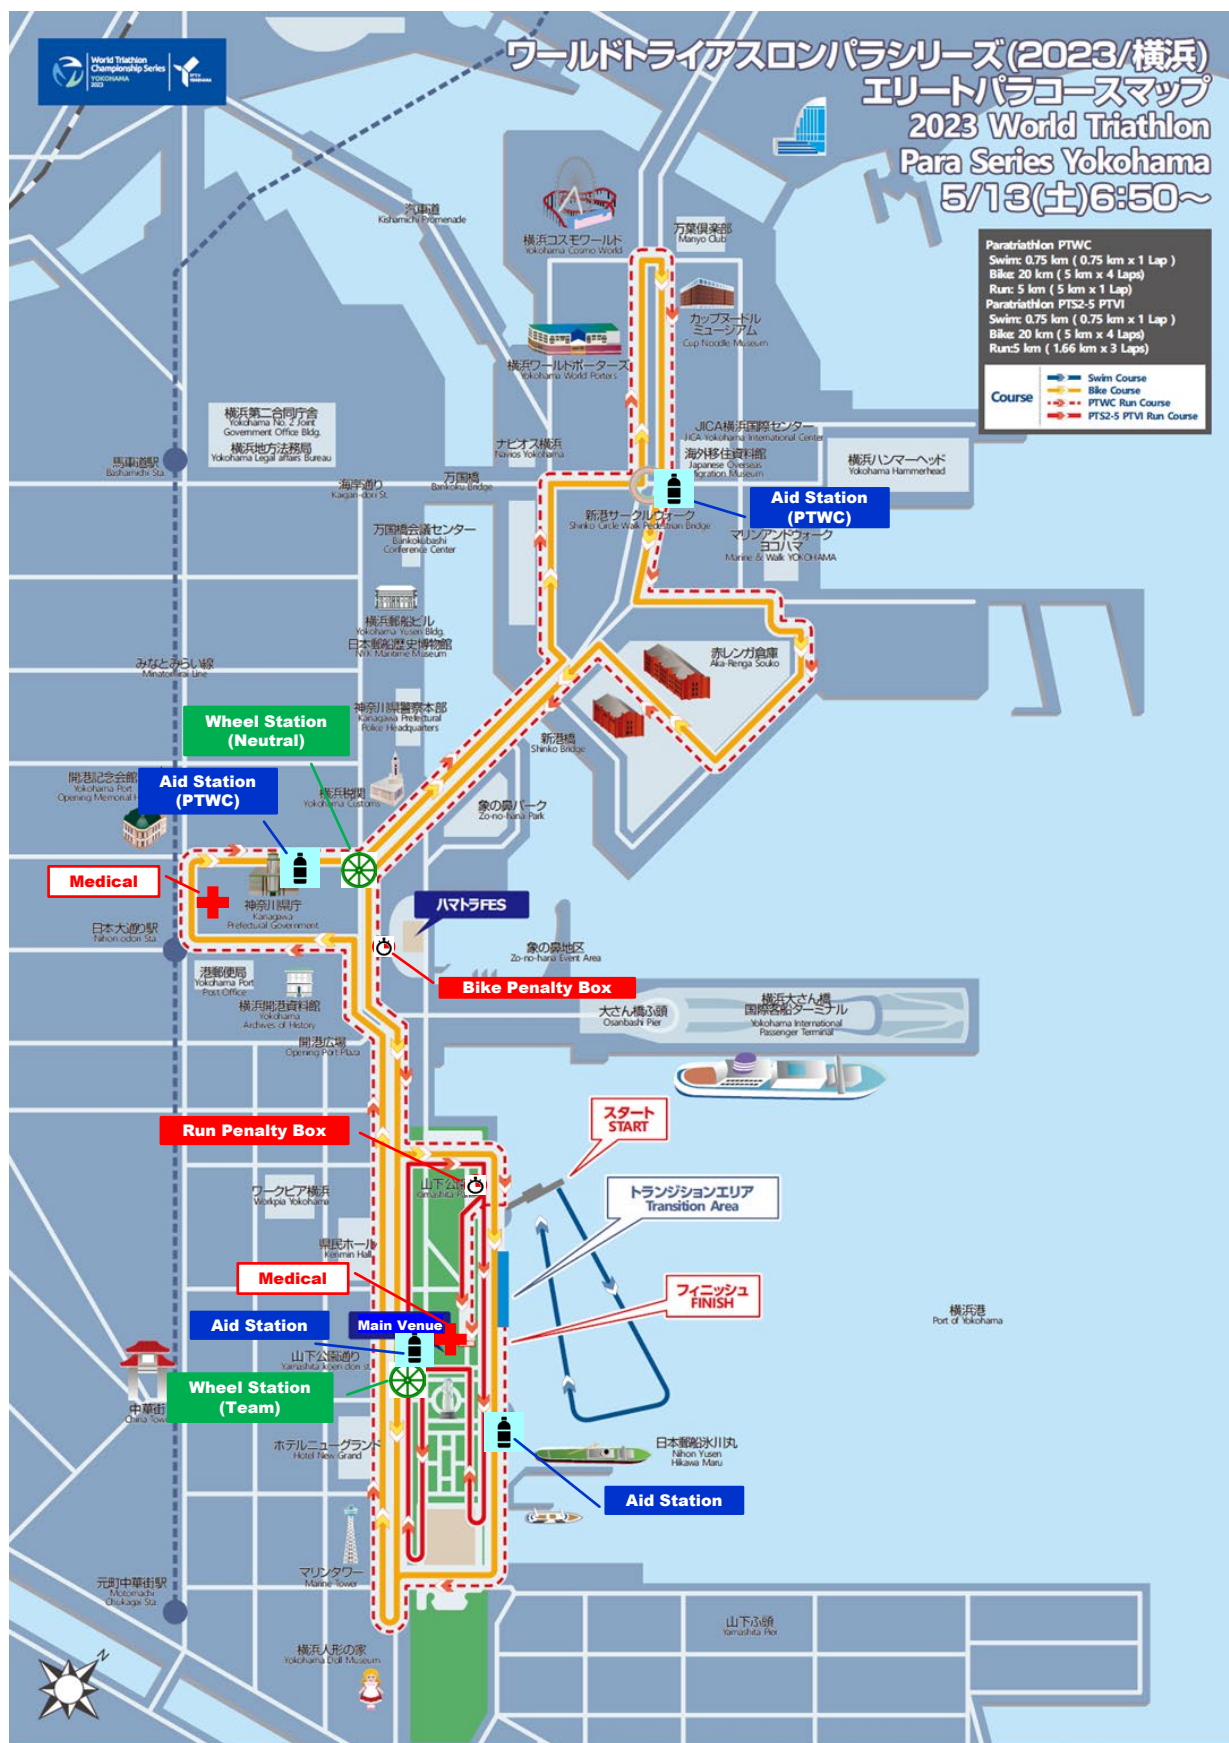 World Triathlon
Championship Series
YOKOHAMA
2023
ワールドトライアスロンパラシリーズ(2023/横浜)
エリートパラコースマップ
2023 World Triathlon
Para Series Yokohama
5/13(土)6:50～
Paratriathlon PTWC
Swim: 0.75 km ( 0.75 km x 1 Lap )
Bike: 20 km ( 5 km x 4 Laps)
Run: 5 km ( 5 km x 1 Lap)
Paratriathlon PTS2-5 PTVI
Swim: 0.75 km ( 0.75 km x 1 Lap )
Bike: 20 km ( 5 km x 4 Laps)
Run:5 km ( 1.66 km x 3 Laps)
Course
Swim Course
Bike Course
PTWC Run Course
PTS2-5 PTVI Run Course
汽車道
Kishamichi Promenade
横浜コスモワールド
Yokohama Cosmo World
万葉倶楽部
Manyo Club
カップヌードル
ミュージアム
Cup Noodle Museum
横浜ワールドポーターズ
Yokohama World Porters
横浜第二合同庁舎
Yokohama No. 2 Joint
Government Office Bldg.
横浜地方法務局
Yokohama Legal affairs Bureau
馬車道駅
Bashamichi Sta.
ナビオス横浜
Navios Yokohama
JICA横浜国際センター
JICA Yokohama International Center
海外移住資料館
Japanese Overseas
Migration Museum
横浜ハンマーヘッド
Yokohama Hammerhead
海岸通り
Kaigan-dori St.
万国橋
Bankoku Bridge
Aid Station
(PTWC)
新港サークルウォーク
Shinko Circle Walk Pedestrian Bridge
万国橋会議センター
Bankokubashi
Conference Center
マリンアンドウォーク
ヨコハマ
Marine & Walk YOKOHAMA
横浜郵船ビル
Yokohama Yusen Bldg.
日本郵船歴史博物館
NYK Maritime Museum
みなとみらい線
Minatomirai Line
赤レンガ倉庫
Aka-Renga Souko
Wheel Station
(Neutral)
神奈川県警察本部
Kanagawa Prefectural
Police Headquarters
新港橋
Shinko Bridge
開港記念会館
Yokohama Port
Opening Memorial H
Aid Station
(PTWC)
横浜税関
Yokohama Customs
象の鼻パーク
Zo-no-hana Park
Medical
神奈川県庁
Kanagawa
Prefectural Government
ハマトラFES
日本大通り駅
Nihon odori Sta.
象の鼻地区
Zo-no-hana Event Area
港郵便局
Yokohama Port
Post Office
Bike Penalty Box
横浜開港資料館
Yokohama
Archives of History
大さん橋ふ頭
Osanbashi Pier
横浜大さん橋
国際客船ターミナル
Yokohama International
Passenger Terminal
開港広場
Opening Port Plaza
スタート
START
Run Penalty Box
山下公
Yamashita
ワークピア横浜
Workpia Yokohama
トランジションエリア
Transition Area
県民ホール
Kenmin Hall
Medical
フィニッシュ
FINISH
Aid Station
Main Venue
横浜港
Port of Yokohama
山下公園通り
Yamashita koen dori st.
Wheel Station
(Team)
中華街
China Tow
ホテルニューグランド
Hotel New Grand
日本郵船氷川丸
Nihon Yusen
Hikawa Maru
Aid Station
マリンタワー
Marine Tower
元町中華街駅
Motomachi
Chukagai Sta.
山下ふ頭
Yamashita Pier
横浜人形の家
Yokohama Doll Museum
N